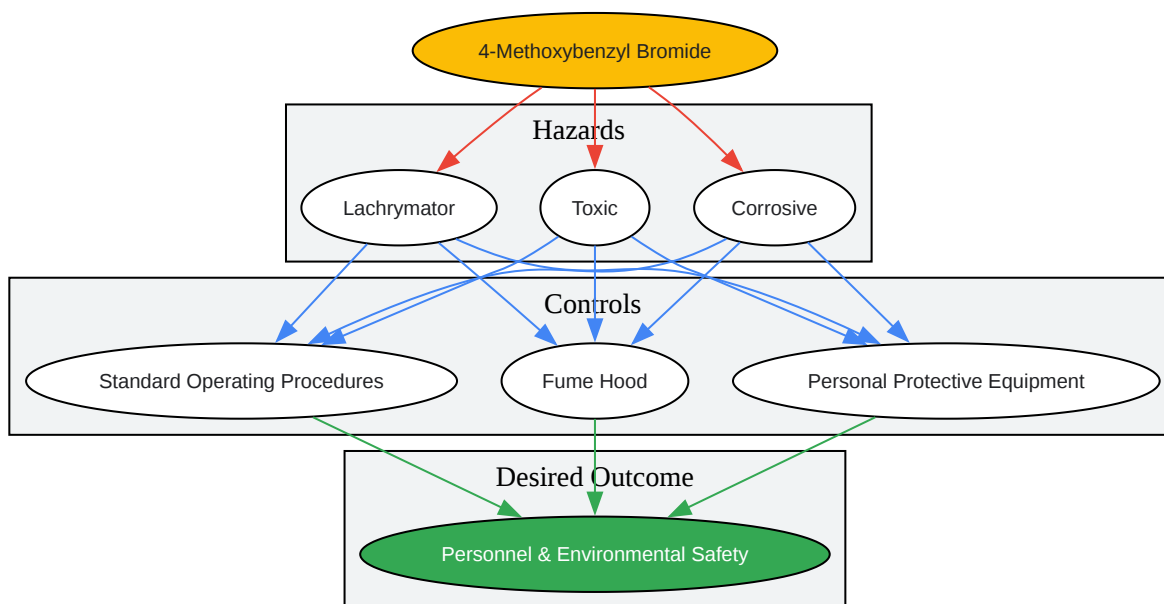 4-Methoxybenzyl Bromide
Hazards
Lachrymator
Toxic
Corrosive
Controls
Standard Operating Procedures
Fume Hood
Personal Protective Equipment
Desired Outcome
Personnel & Environmental Safety